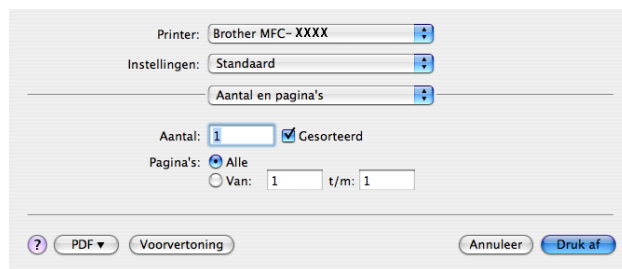 Printer: Brother MFC- XXXX
Instellingen: Standaard
Aantal en pagina's
Aantal: 1 Gesorteerd
Pagina's: Alle
Van: 1 t/m: 1
? PDF ▼ Voorvertoning Annuleer Druk af